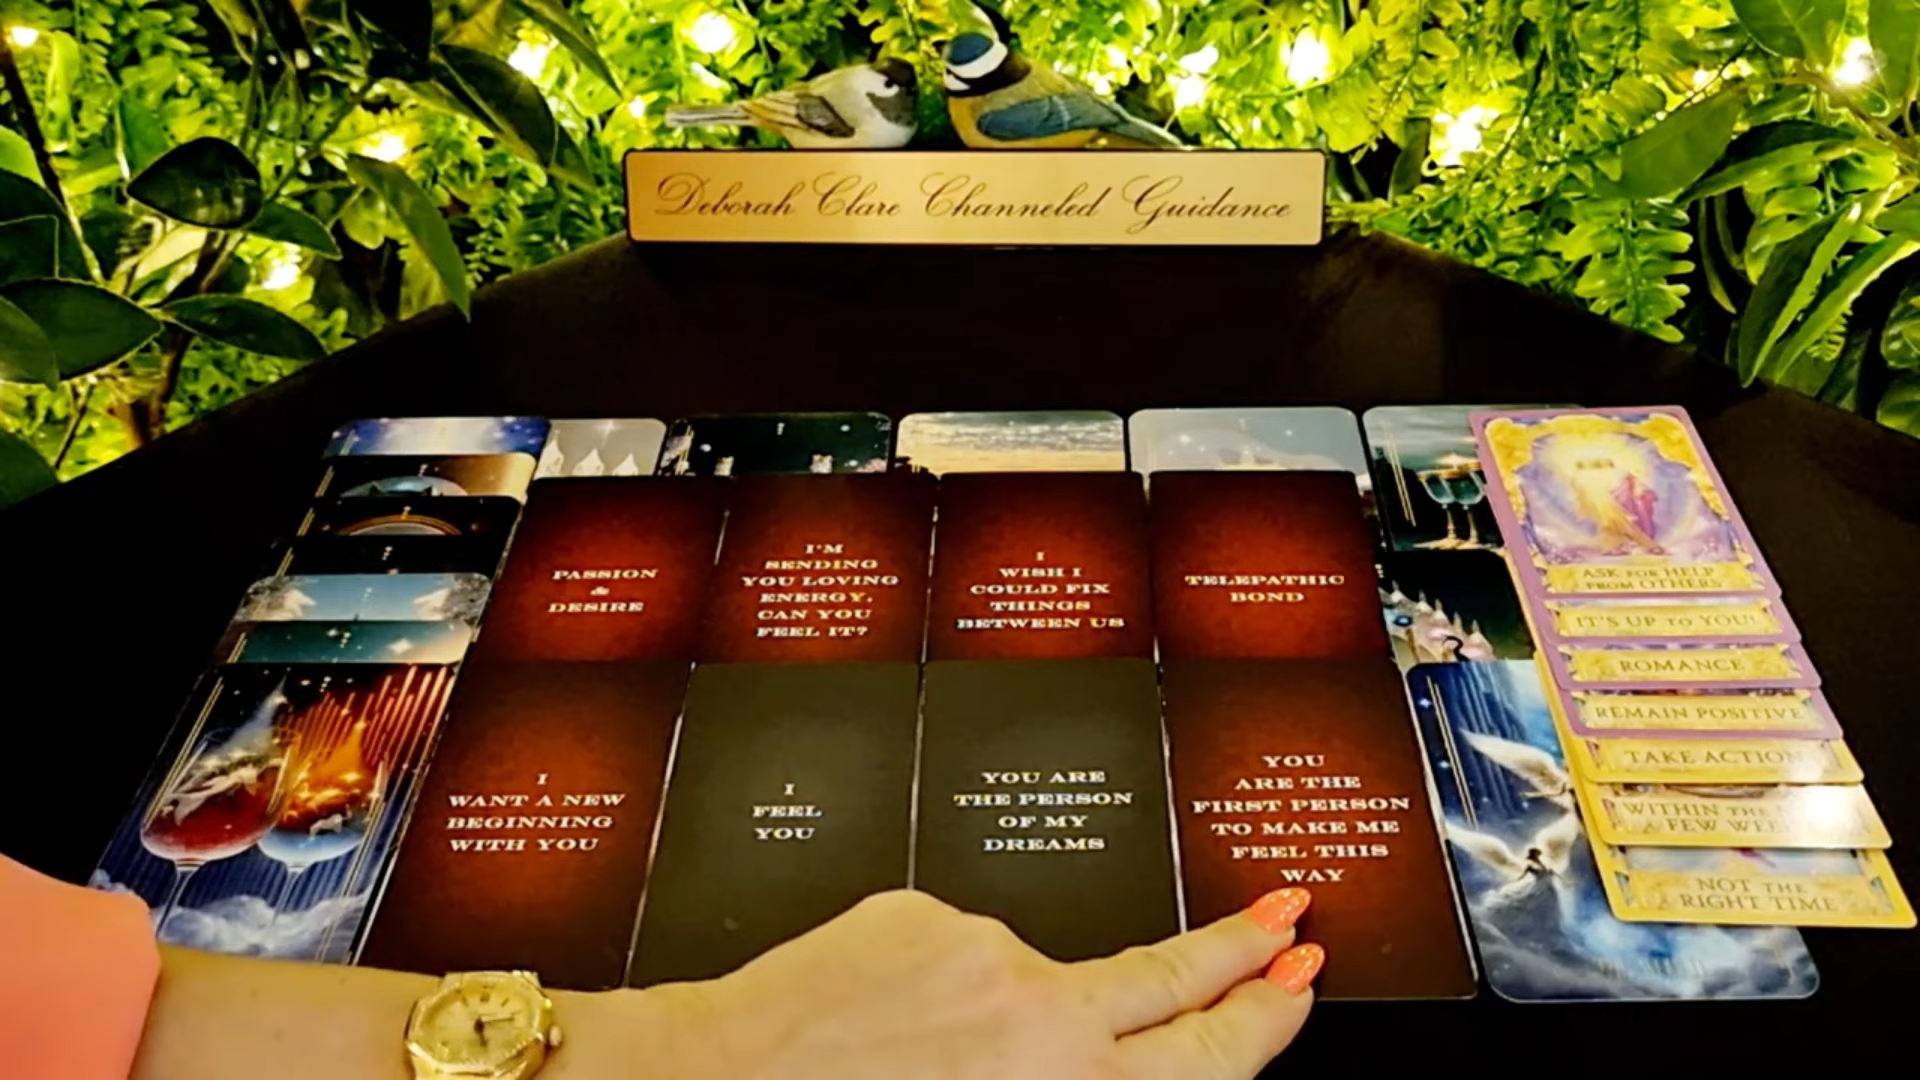 Deborah Clare Channeled Guidance
PASSION
&
DESIRE
I'M
SENDING
YOU LOVING
ENERGY.
CAN YOU
FEEL IT?
I
WISH I
COULD FIX
THINGS
BETWEEN US
TELEPATHIC
BOND
I
WANT A NEW
BEGINNING
WITH YOU
I
FEEL
YOU
YOU ARE
THE PERSON
OF MY
DREAMS
YOU
ARE THE
FIRST PERSON
TO MAKE ME
FEEL THIS
WAY
ASK FOR HELP
FROM OTHERS
IT'S UP TO YOU!
ROMANCE
REMAIN POSITIVE
TAKE ACTION
WITHIN THE
A FEW
NOT THE
RIGHT TIME